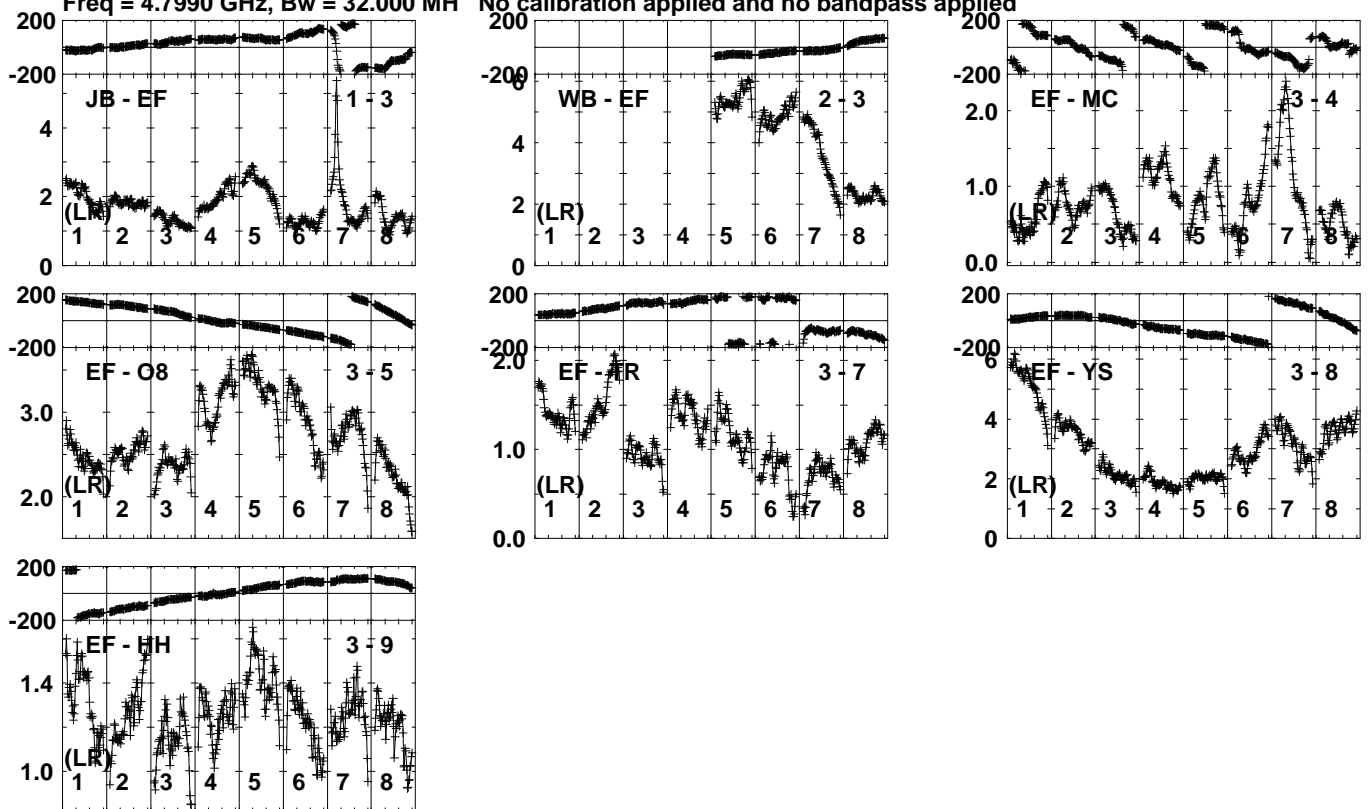 Freq = 4.7990 GHz, Bw = 32.000 MH No calibration applied and no bandpass applied
200
-200
JB - EF
1 - 3
4
2
0
(LR)
1 2 3 4 5 6 7 8
-200
6
WB - EF
2 - 3
4
2
0
(LR)
1 2 3 4 5 6 7 8
200
-200
EF - MC
3 - 4
2.0
1.0
0.0
(LR)
1 2 3 4 5 6 7 8
200
-200
EF - O8
3 - 5
3.0
2.0
(LR)
1 2 3 4 5 6 7 8
200
-200
2.0
EF - TR
3 - 7
1.0
0.0
(LR)
1 2 3 4 5 6 7 8
200
-200
6
EF - YS
3 - 8
4
2
0
(LR)
1 2 3 4 5 6 7 8
200
-200
EF - HH
3 - 9
1.4
1.0
(LR)
1 2 3 4 5 6 7 8